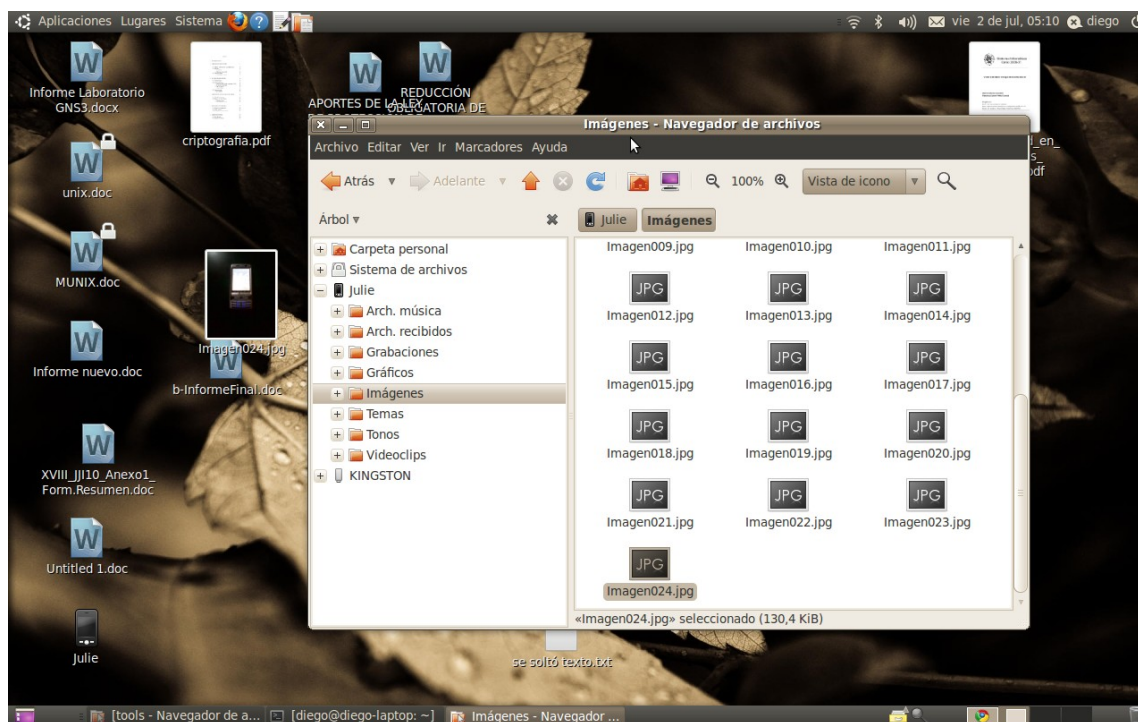 Aplicaciones Lugares Sistema
vie 2 de jul, 05:10 diego
Informe Laboratorio
GNS3.docx
criptografia.pdf
APORTES DE LA LEY
REDUCCIÓN
OBLIGATORIA DE
unix.doc
MUNIX.doc
Imagen024.jpg
Informe nuevo.doc
b-InformeFinal.doc
XVIII_JJI10_Anexo1_
Form.Resumen.doc
Untitled 1.doc
Julie
se soltó texto.txt
Imágenes - Navegador de archivos
Archivo Editar Ver Ir Marcadores Ayuda
Atrás Adelante 100% Vista de icono
Árbol
Julie Imágenes
Carpeta personal
Sistema de archivos
Julie
Arch. música
Arch. recibidos
Grabaciones
Gráficos
Imágenes
Temas
Tonos
Videoclips
KINGSTON
Imagen009.jpg Imagen010.jpg Imagen011.jpg
JPG JPG JPG
Imagen012.jpg Imagen013.jpg Imagen014.jpg
JPG JPG JPG
Imagen015.jpg Imagen016.jpg Imagen017.jpg
JPG JPG JPG
Imagen018.jpg Imagen019.jpg Imagen020.jpg
JPG JPG JPG
Imagen021.jpg Imagen022.jpg Imagen023.jpg
JPG
Imagen024.jpg
«Imagen024.jpg» seleccionado (130,4 KiB)
[tools - Navegador de a... [diego@diego-laptop: ~] Imágenes - Navegador ...